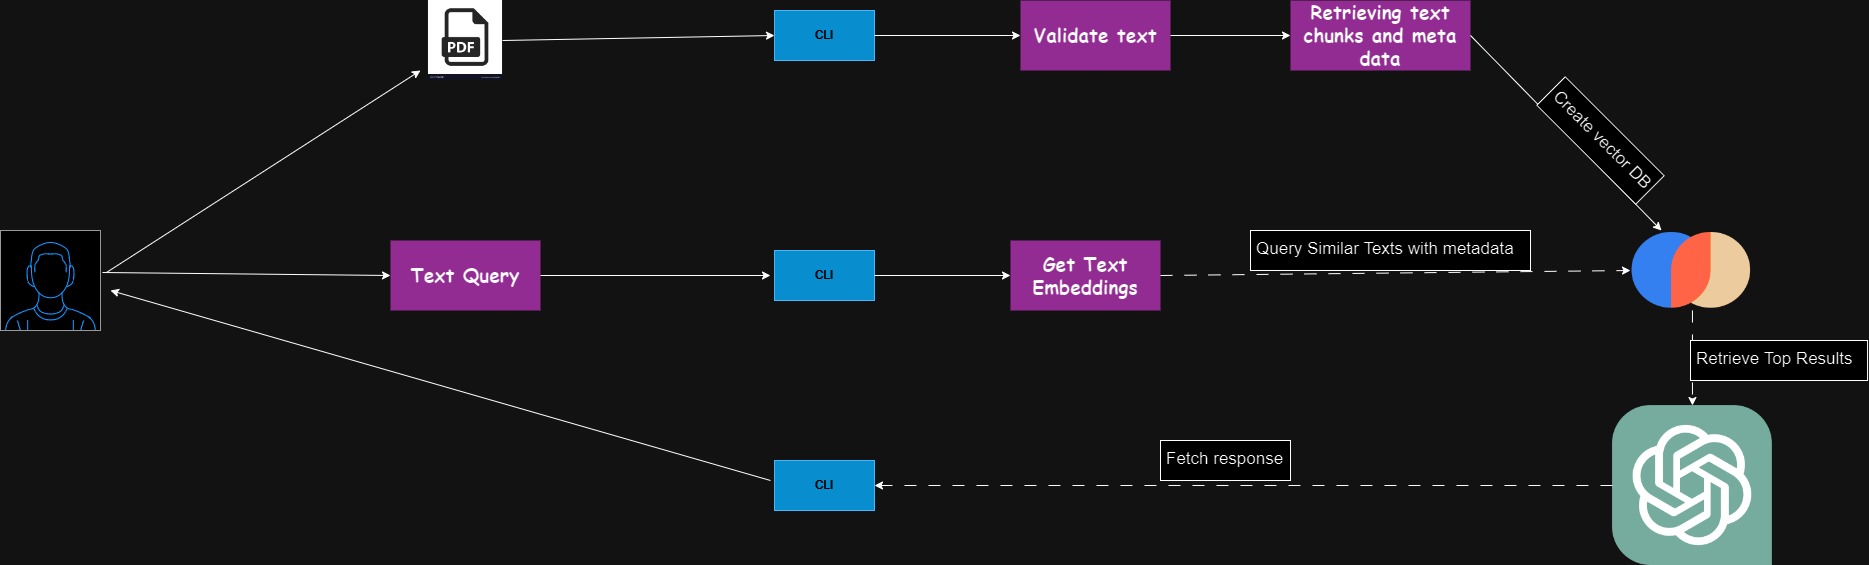 PDF
CLI
Validate text
Retrieving text
chunks and meta
data
Create vector DB
Text Query
CLI
Get Text
Embeddings
Query Similar Texts with metadata
Retrieve Top Results
CLI
Fetch response